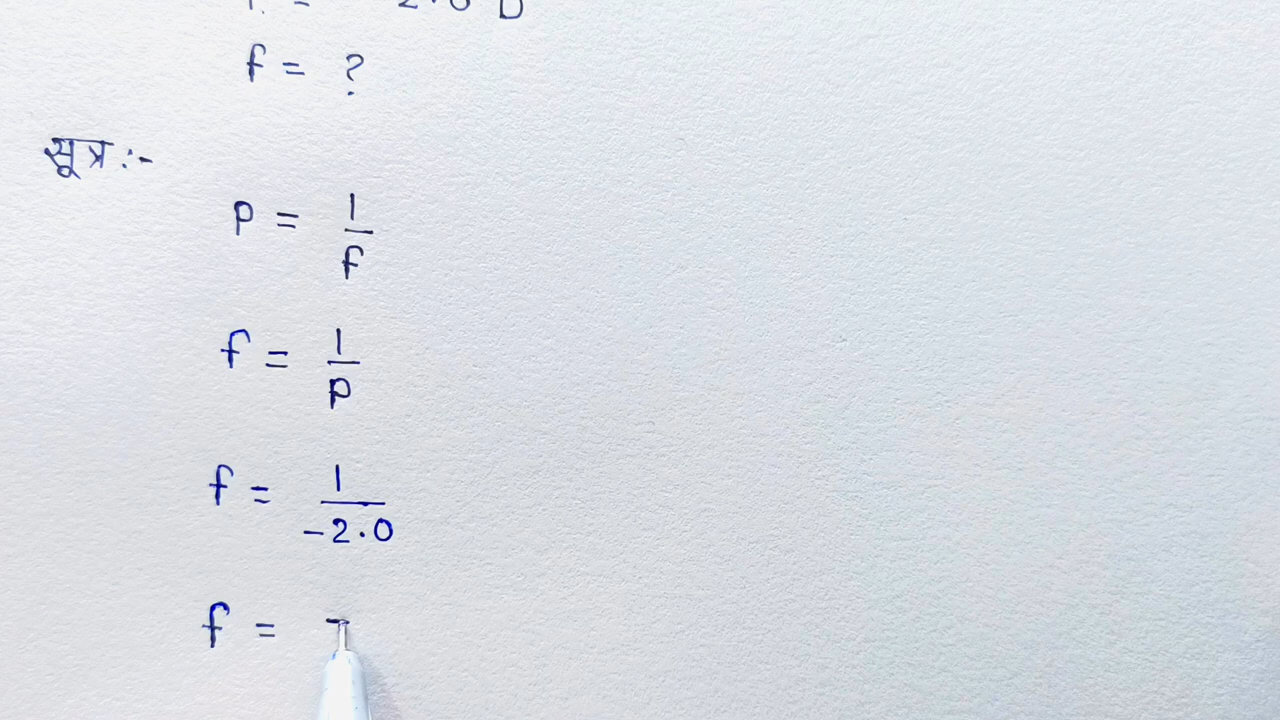 f = ?
सूत्र :-
P = 1/f
f = 1/P
f = 1/-2.0
f = -